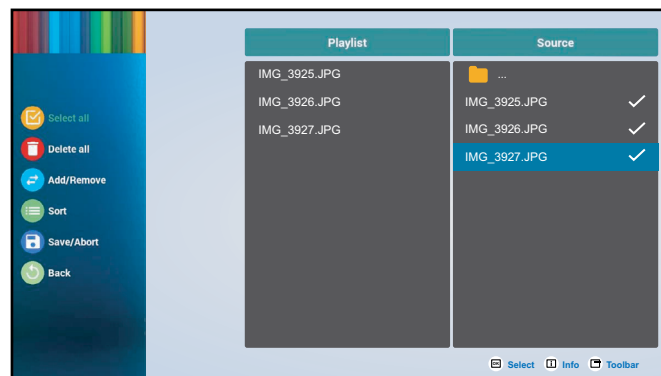 Select all
Delete all
Add/Remove
Sort
Save/Abort
Back
Playlist
IMG_3925.JPG
IMG_3926.JPG
IMG_3927.JPG
Source
...
IMG_3925.JPG
IMG_3926.JPG
IMG_3927.JPG
OK Select i Info Toolbar